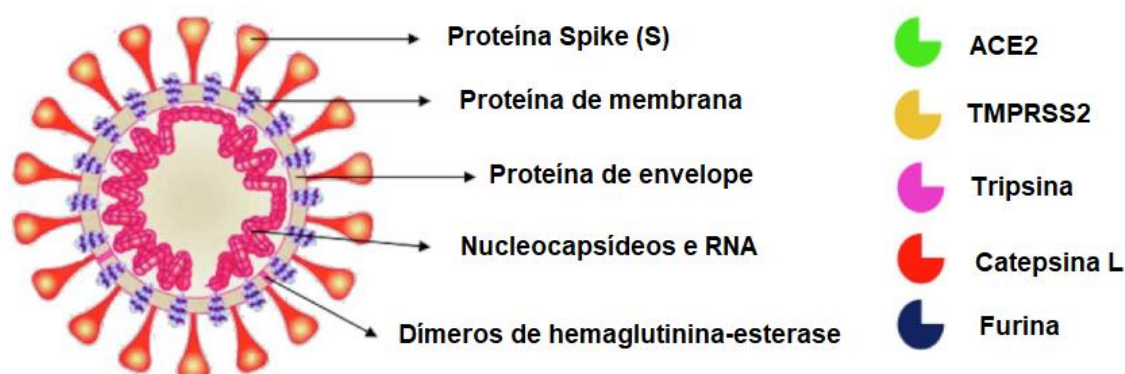 Proteína Spike (S)
Proteína de membrana
Proteína de envelope
Nucleocapsídeos e RNA
Dímeros de hemaglutinina-esterase
ACE2
TMPRSS2
Tripsina
Catepsina L
Furina